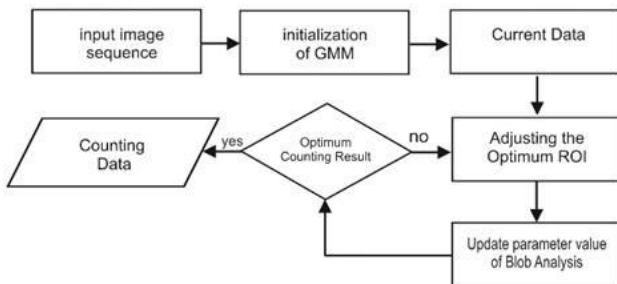 input image
sequence
initialization
of GMM
Current Data
Counting
Data
yes
Optimum
Counting Result
no
Adjusting the
Optimum ROI
Update parameter value
of Blob Analysis